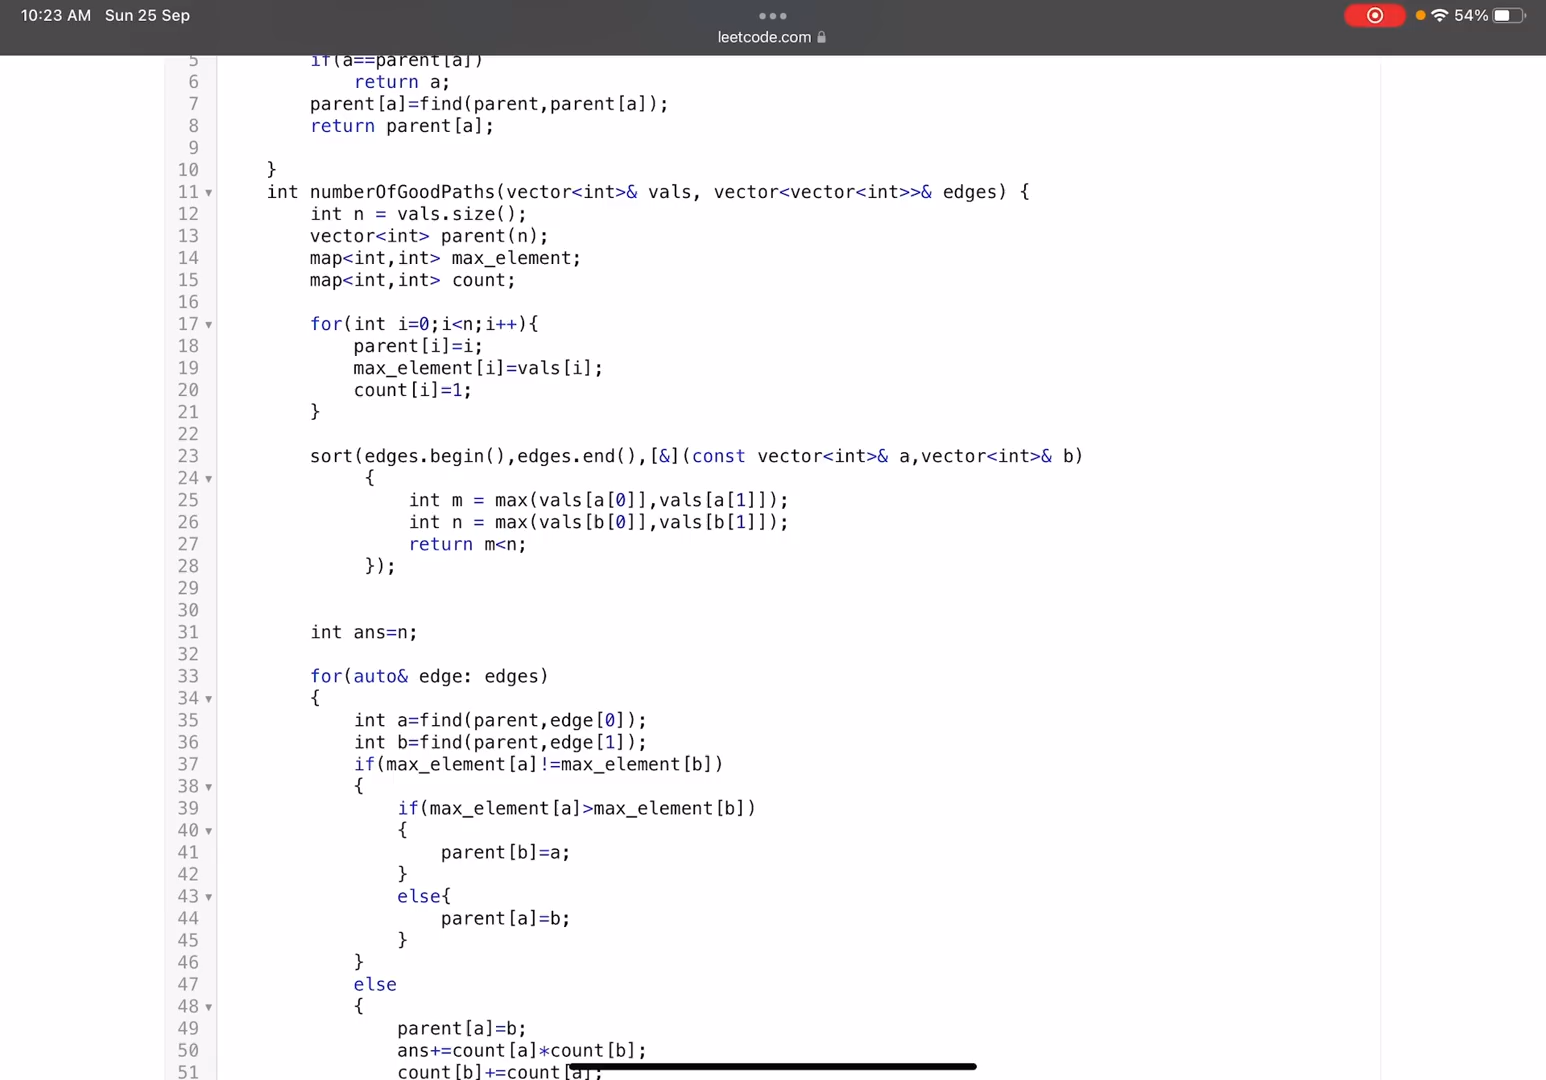 10:23 AM Sun 25 Sep
54%
leetcode.com
5 if(a==parent[a])
6 return a;
7 parent[a]=find(parent,parent[a]);
8 return parent[a];
9
10 }
11 int numberOfGoodPaths(vector<int>& vals, vector<vector<int>>& edges) {
12 int n = vals.size();
13 vector<int> parent(n);
14 map<int,int> max_element;
15 map<int,int> count;
16
17 for(int i=0;i<n;i++){
18 parent[i]=i;
19 max_element[i]=vals[i];
20 count[i]=1;
21 }
22
23 sort(edges.begin(),edges.end(),[&](const vector<int>& a,vector<int>& b)
24 {
25 int m = max(vals[a[0]],vals[a[1]]);
26 int n = max(vals[b[0]],vals[b[1]]);
27 return m<n;
28 });
29
30
31 int ans=n;
32
33 for(auto& edge: edges)
34 {
35 int a=find(parent,edge[0]);
36 int b=find(parent,edge[1]);
37 if(max_element[a]!=max_element[b])
38 {
39 if(max_element[a]>max_element[b])
40 {
41 parent[b]=a;
42 }
43 else{
44 parent[a]=b;
45 }
46 }
47 else
48 {
49 parent[a]=b;
50 ans+=count[a]*count[b];
51 count[b]+=count[a];